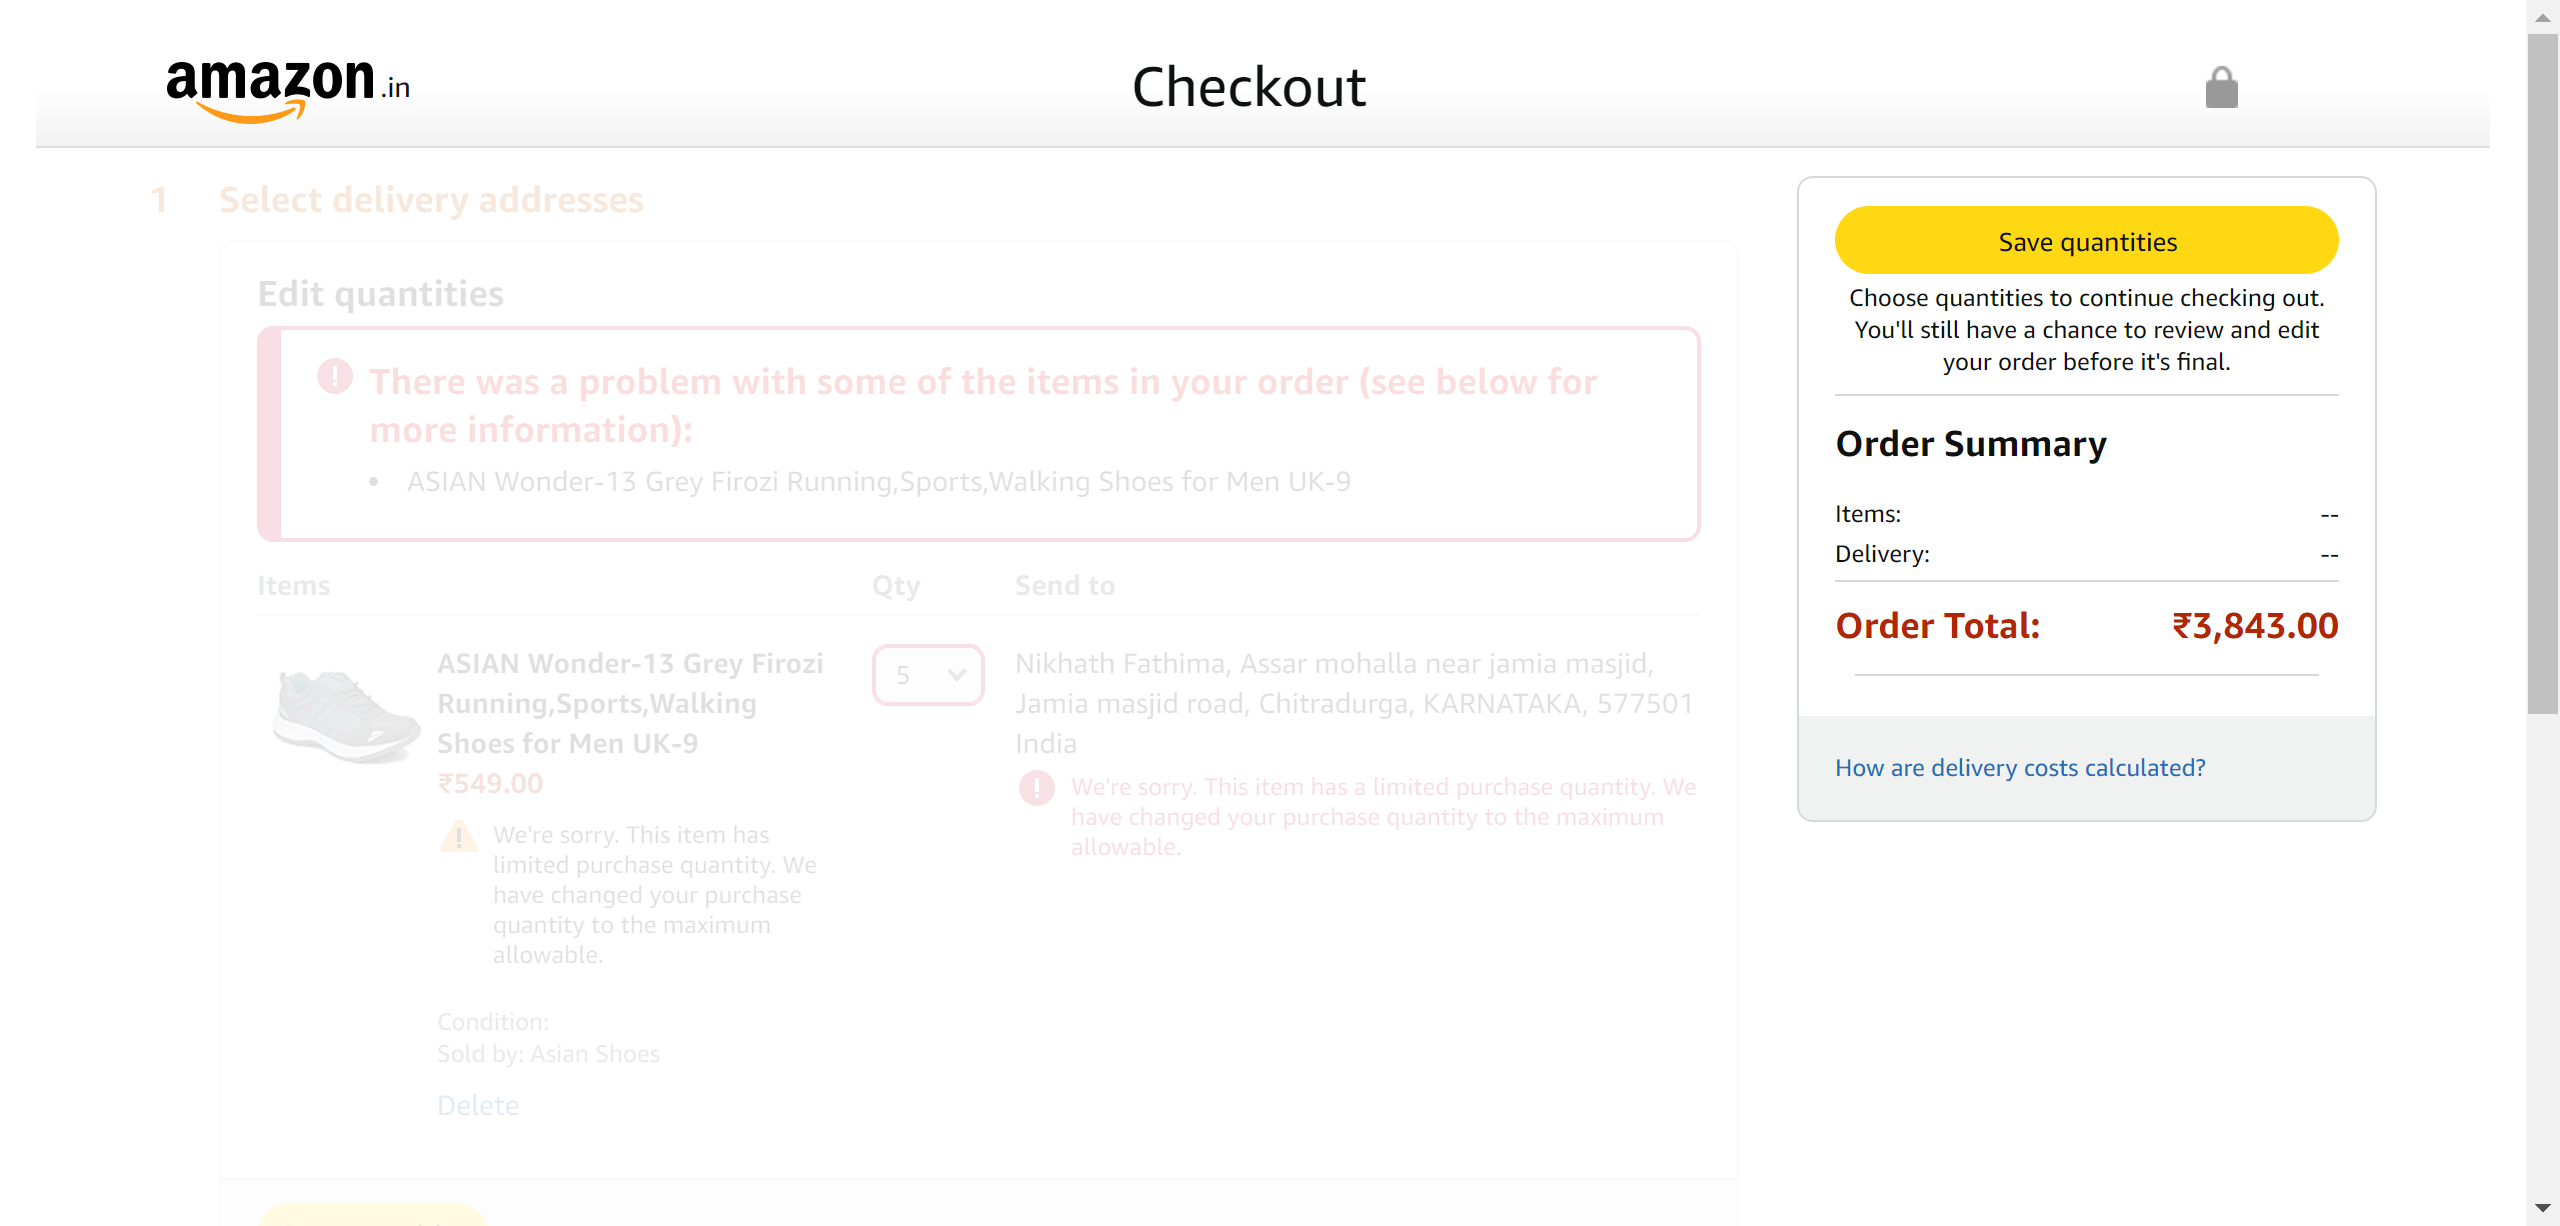 amazon.in
Checkout
1 Select delivery addresses
Edit quantities
There was a problem with some of the items in your order (see below for
more information):
• ASIAN Wonder-13 Grey Firozi Running,Sports,Walking Shoes for Men UK-9
Items Qty Send to
ASIAN Wonder-13 Grey Firozi
Running,Sports,Walking
Shoes for Men UK-9
₹549.00
We're sorry. This item has
limited purchase quantity. We
have changed your purchase
quantity to the maximum
allowable.
Condition:
Sold by: Asian Shoes
Delete
5
Nikhath Fathima, Assar mohalla near jamia masjid,
Jamia masjid road, Chitradurga, KARNATAKA, 577501
India
We're sorry. This item has a limited purchase quantity. We
have changed your purchase quantity to the maximum
allowable.
Save quantities
Choose quantities to continue checking out.
You'll still have a chance to review and edit
your order before it's final.
Order Summary
Items: --
Delivery: --
Order Total: ₹3,843.00
How are delivery costs calculated?